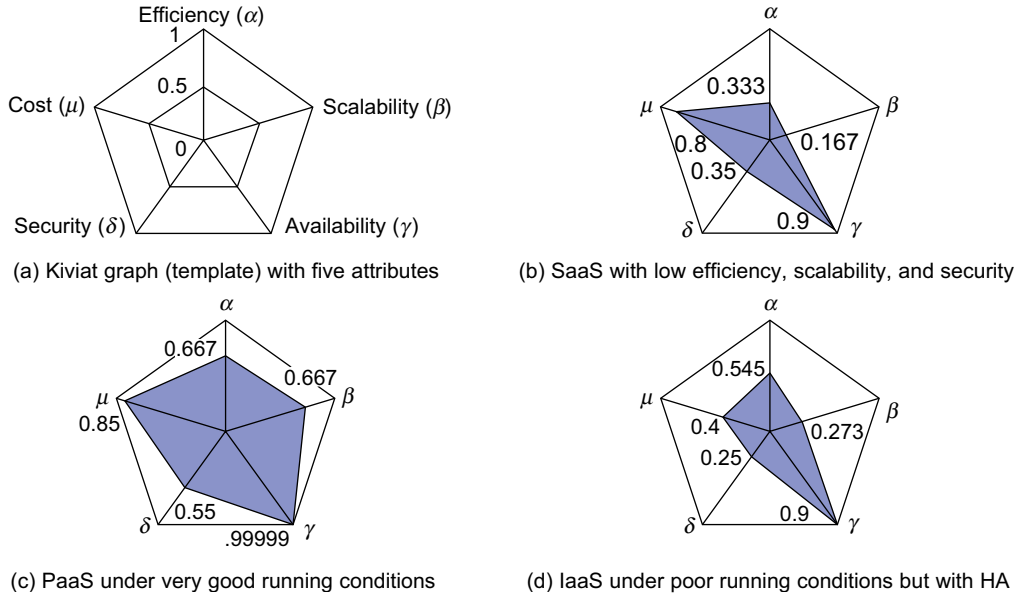 Efficiency (α)
1
0.5
Cost (μ)
Scalability (β)
0
Security (δ)
Availability (γ)
(a) Kiviat graph (template) with five attributes
α
0.333
μ
β
0.8
0.167
0.35
δ
0.9
γ
(b) SaaS with low efficiency, scalability, and security
α
0.667
0.667
μ
β
0.85
δ
0.55
γ
.99999
(c) PaaS under very good running conditions
α
0.545
μ
β
0.4
0.273
0.25
δ
0.9
γ
(d) IaaS under poor running conditions but with HA